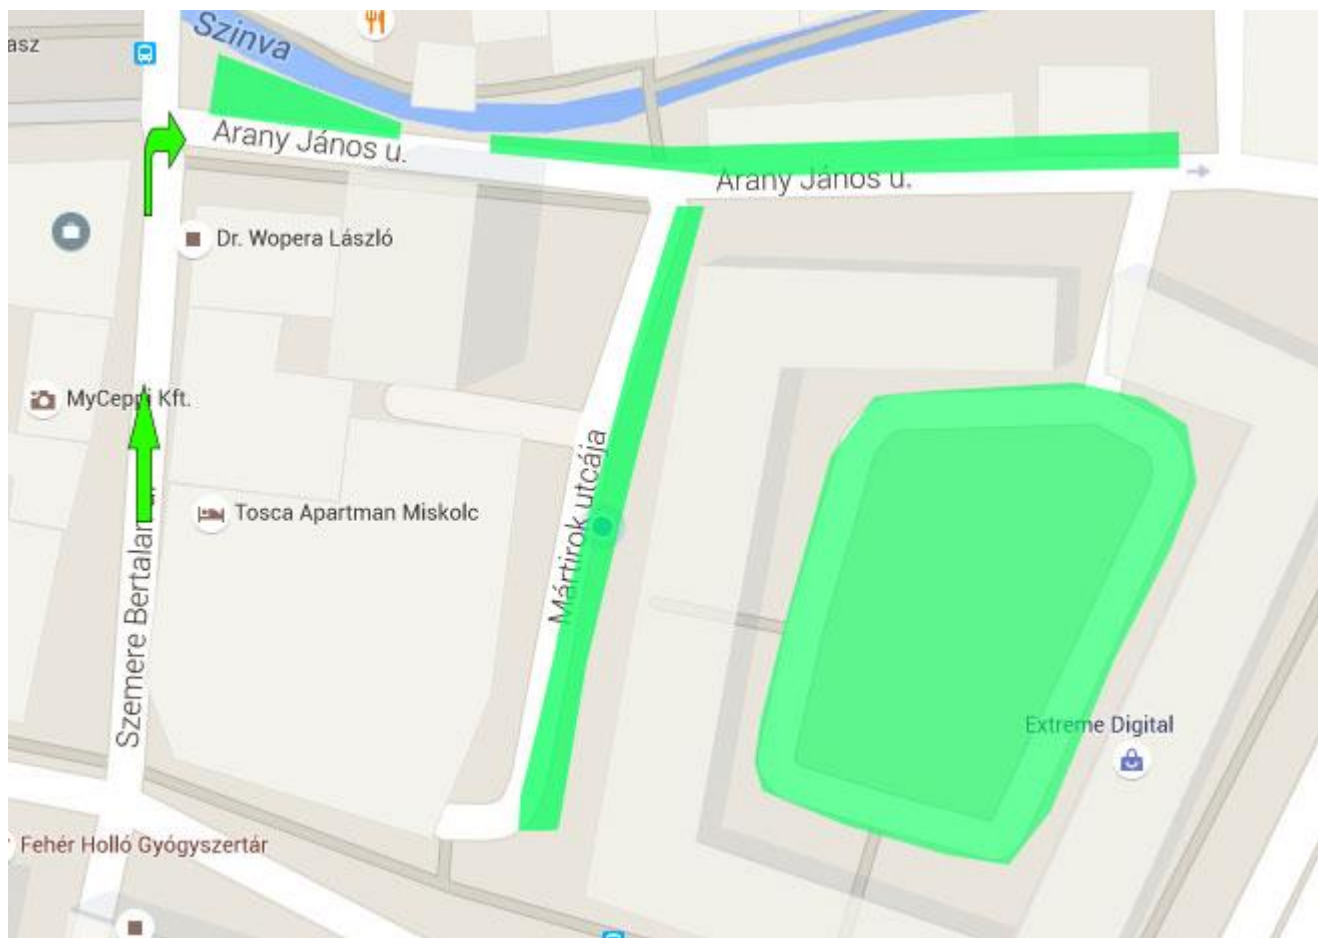 asz
Szinva
Arany János u.
Arany János u.
Dr. Wopera László
MyCeppi Kft.
Tosca Apartman Miskolc
Mártirok utcája
Szemere Bertalan u.
Extreme Digital
Fehér Holló Gyógyszertár